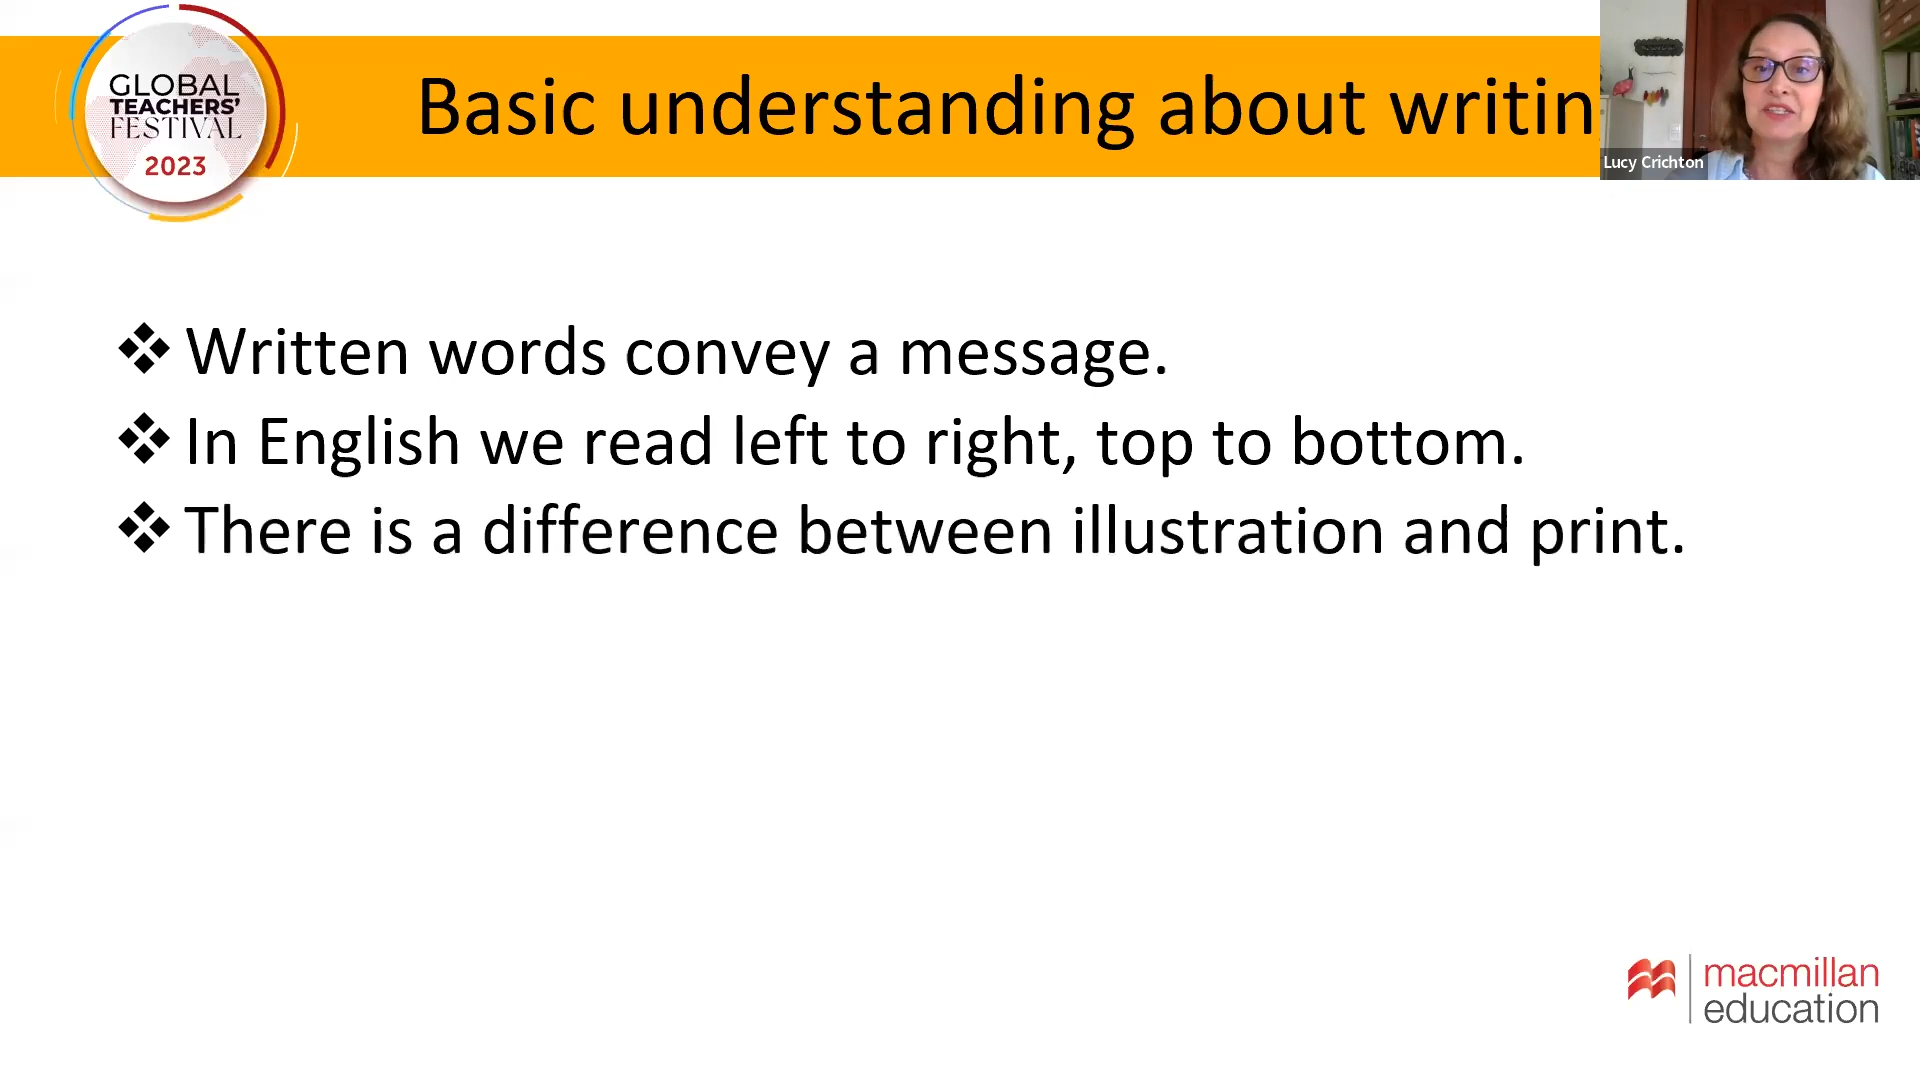 GLOBAL
TEACHERS'
FESTIVAL
2023
Basic understanding about writin
Lucy Crichton
❖ Written words convey a message.
❖ In English we read left to right, top to bottom.
❖ There is a difference between illustration and print.
macmillan
education